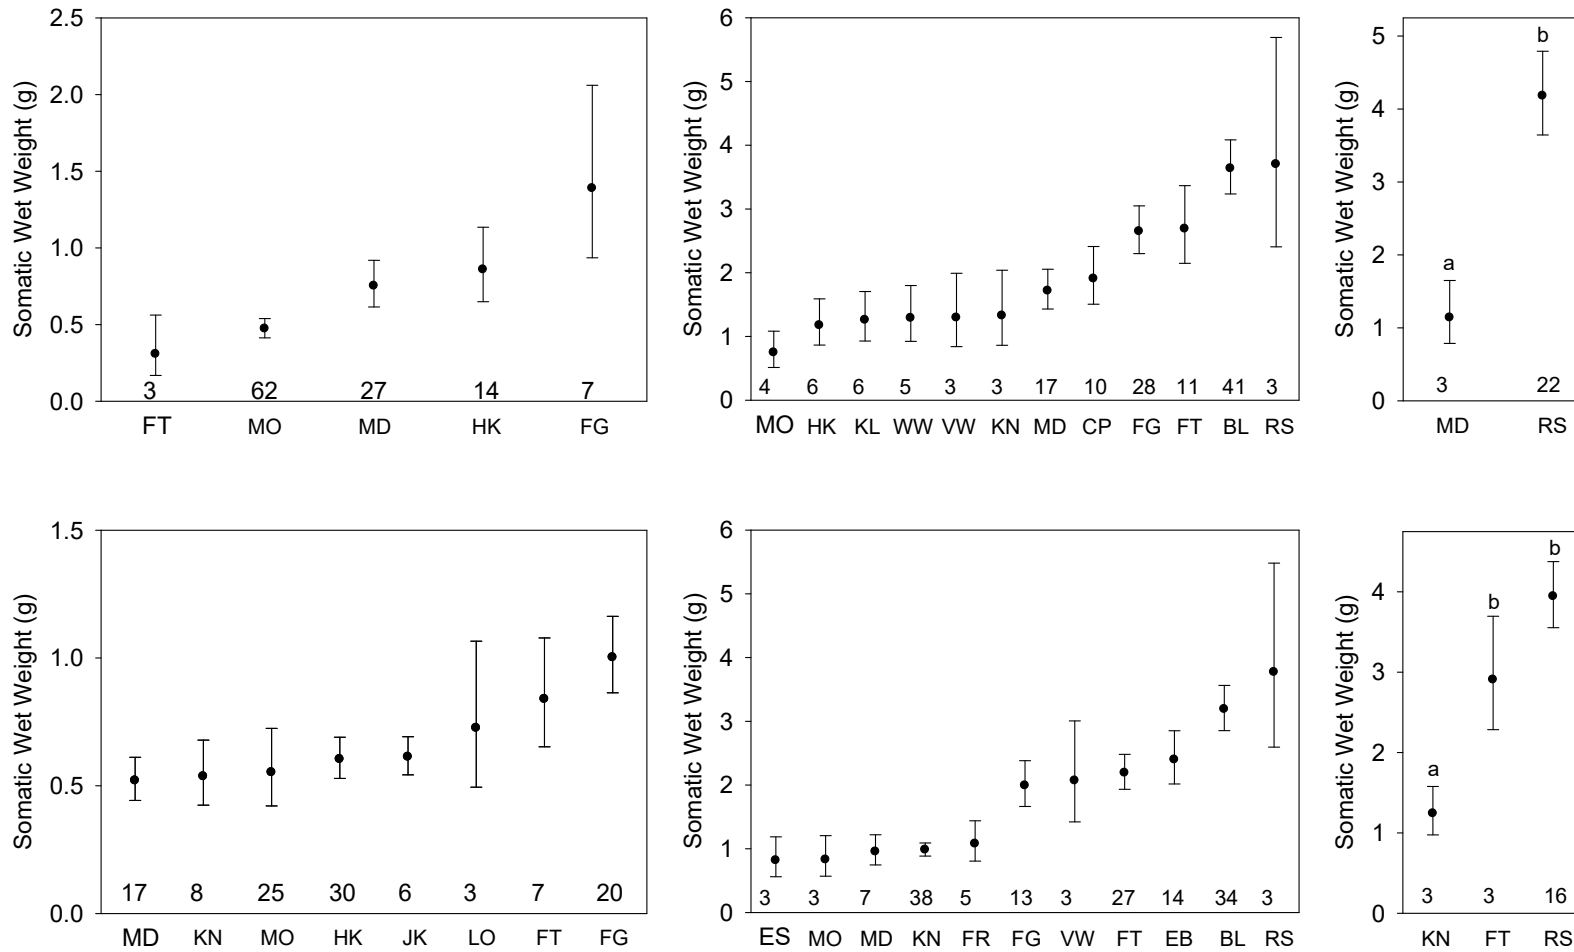 Somatic Wet Weight (g)
2.5
2.0
1.5
1.0
0.5
0.0
3 62 27 14 7
FT MO MD HK FG
Somatic Wet Weight (g)
6
5
4
3
2
1
0
4 6 6 5 3 3 17 10 28 11 41 3
MO HK KL WW VW KN MD CP FG FT BL RS
Somatic Wet Weight (g)
5
4
3
2
1
0
a b
3 22
MD RS
Somatic Wet Weight (g)
1.5
1.0
0.5
0.0
17 8 25 30 6 3 7 20
MD KN MO HK JK LO FT FG
Somatic Wet Weight (g)
6
5
4
3
2
1
0
3 3 7 38 5 13 3 27 14 34 3
ES MO MD KN FR FG VW FT EB BL RS
Somatic Wet Weight (g)
4
3
2
1
0
a b b
3 3 16
KN FT RS